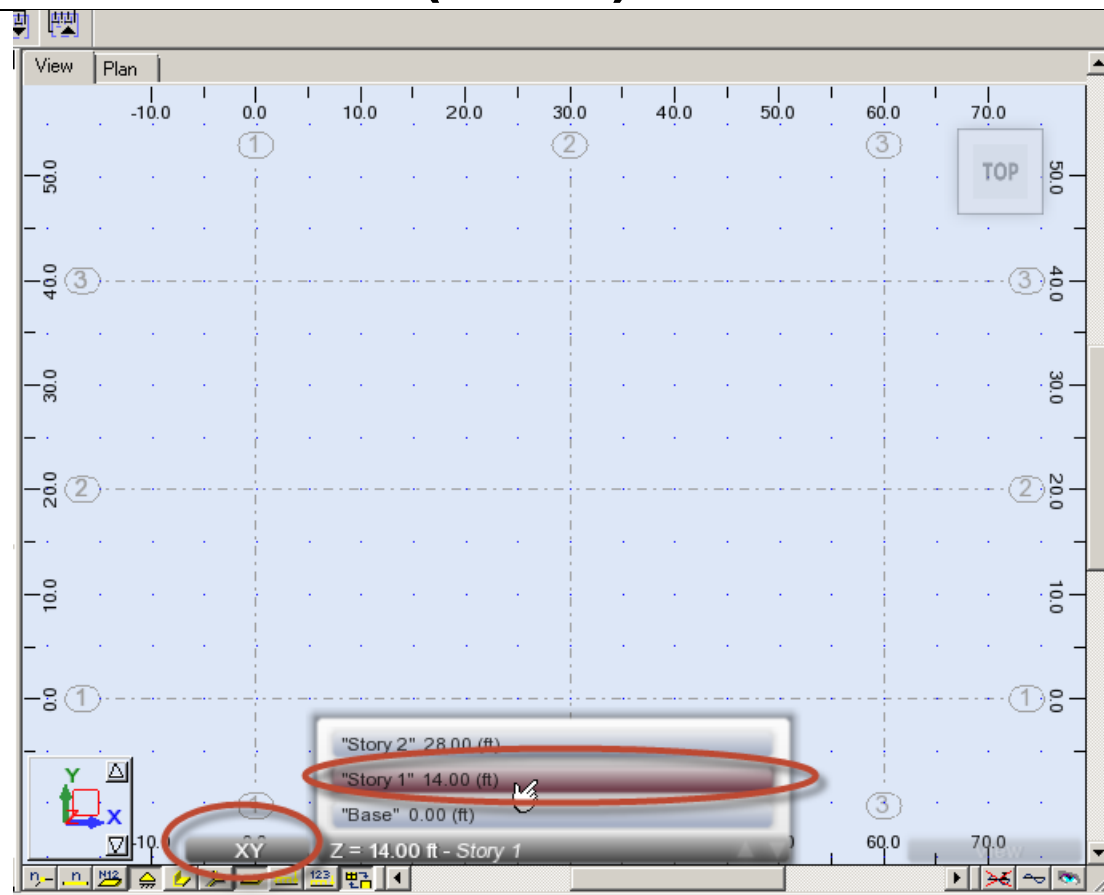 View Plan
-10.0 0.0 10.0 20.0 30.0 40.0 50.0 60.0 70.0
1 2 3
TOP
50.0 50.0
40.0 3 3 40.0
30.0 30.0
20.0 2 2 20.0
10.0 10.0
0.0 1 1 0.0
"Story 2" 28.00 (ft)
"Story 1" 14.00 (ft)
"Base" 0.00 (ft)
Y
X
1 3
XY Z = 14.00 ft - Story 1 60.0 70.0
View
n n N12 123